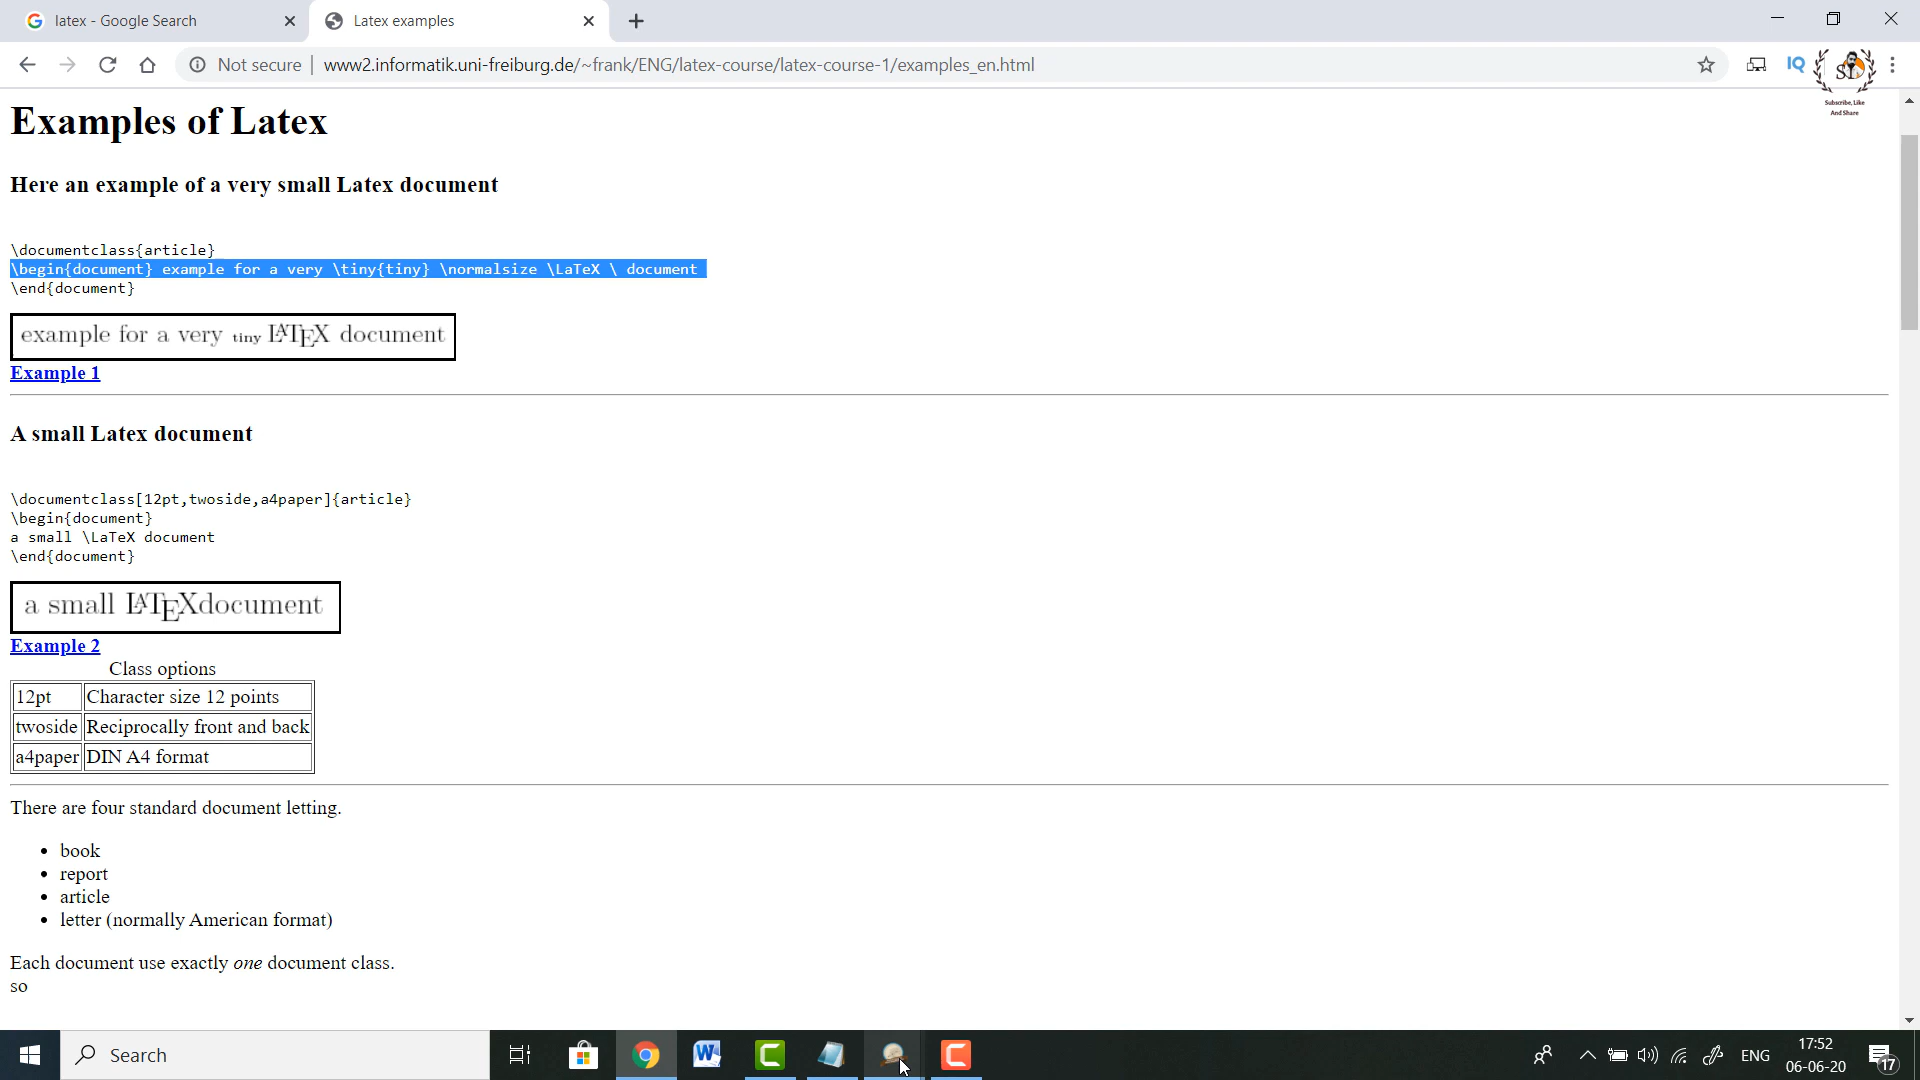 latex - Google Search
Latex examples
Not secure | www2.informatik.uni-freiburg.de/~frank/ENG/latex-course/latex-course-1/examples_en.html
IQ
SD
Subscribe, Like
And Share
Examples of Latex
Here an example of a very small Latex document
\documentclass{article}
\begin{document} example for a very \tiny{tiny} \normalsize \LaTeX \ document
\end{document}
example for a very tiny LATEX document
Example 1
A small Latex document
\documentclass[12pt,twoside,a4paper]{article}
\begin{document}
a small \LaTeX document
\end{document}
a small LATEXdocument
Example 2
Class options
12pt Character size 12 points
twoside Reciprocally front and back
a4paper DIN A4 format
There are four standard document letting.
• book
• report
• article
• letter (normally American format)
Each document use exactly one document class.
so
Search
ENG
17:52
06-06-20
17